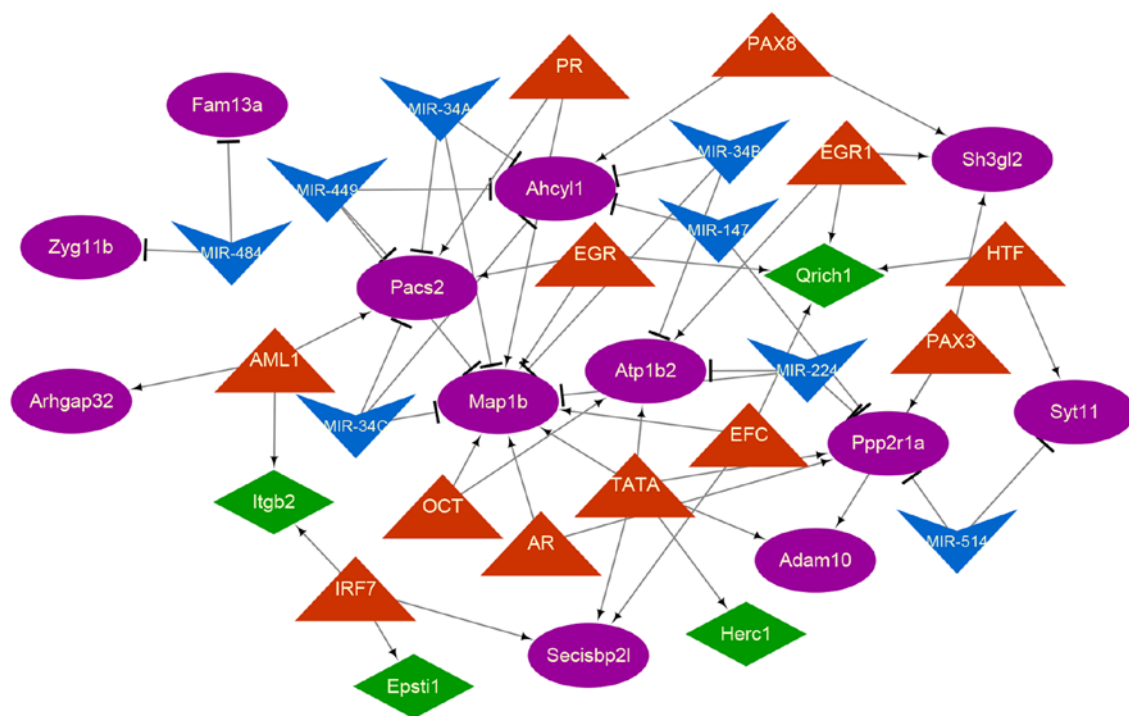 PAX8
PR
Fam13a
MIR-34A
MIR-34B
EGR1
Sh3gl2
MIR-449
Ahcyl1
MIR-147
Zyg11b
MIR-484
EGR
HTF
Qrich1
Pacs2
AML1
PAX3
Atp1b2
MIR-224
Arhgap32
Map1b
Syt11
MIR-34C
EFC
Ppp2r1a
TATA
Itgb2
OCT
AR
MIR-514
Adam10
IRF7
Herc1
Secisbp2l
Epsti1